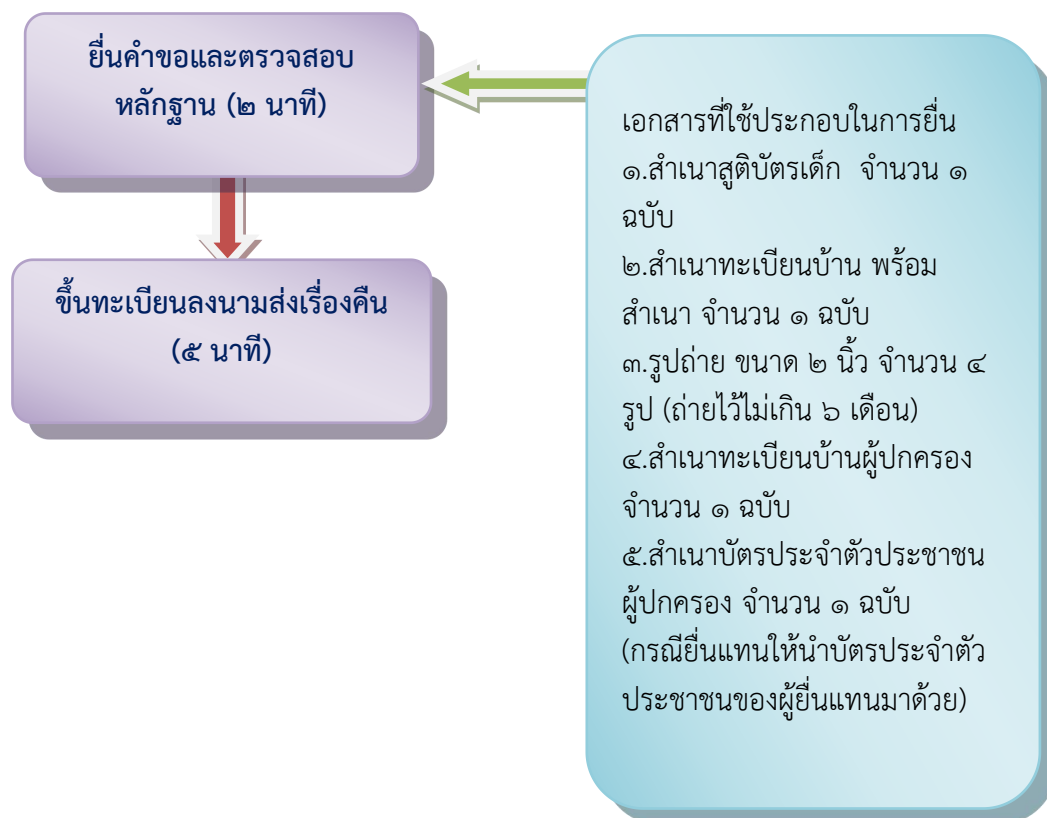 ยื่นคำขอและตรวจสอบ
หลักฐาน (๒ นาที)
ขึ้นทะเบียนลงนามส่งเรื่องคืน
(๕ นาที)
เอกสารที่ใช้ประกอบในการยื่น
๑.สำเนาสูติบัตรเด็ก จำนวน ๑
ฉบับ
๒.สำเนาทะเบียนบ้าน พร้อม
สำเนา จำนวน ๑ ฉบับ
๓.รูปถ่าย ขนาด ๒ นิ้ว จำนวน ๔
รูป (ถ่ายไว้ไม่เกิน ๖ เดือน)
๔.สำเนาทะเบียนบ้านผู้ปกครอง
จำนวน ๑ ฉบับ
๕.สำเนาบัตรประจำตัวประชาชน
ผู้ปกครอง จำนวน ๑ ฉบับ
(กรณียื่นแทนให้นำบัตรประจำตัว
ประชาชนของผู้ยื่นแทนมาด้วย)